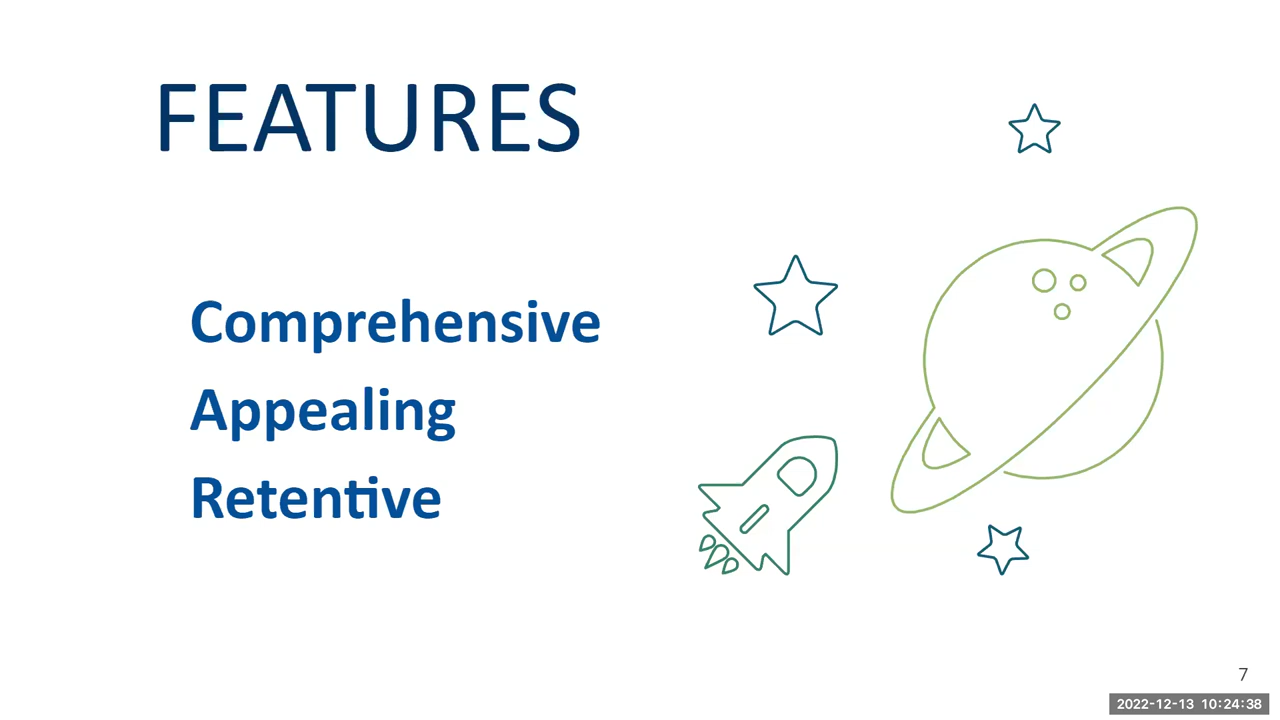 FEATURES
Comprehensive
Appealing
Retentive
7
2022-12-13 10:24:38